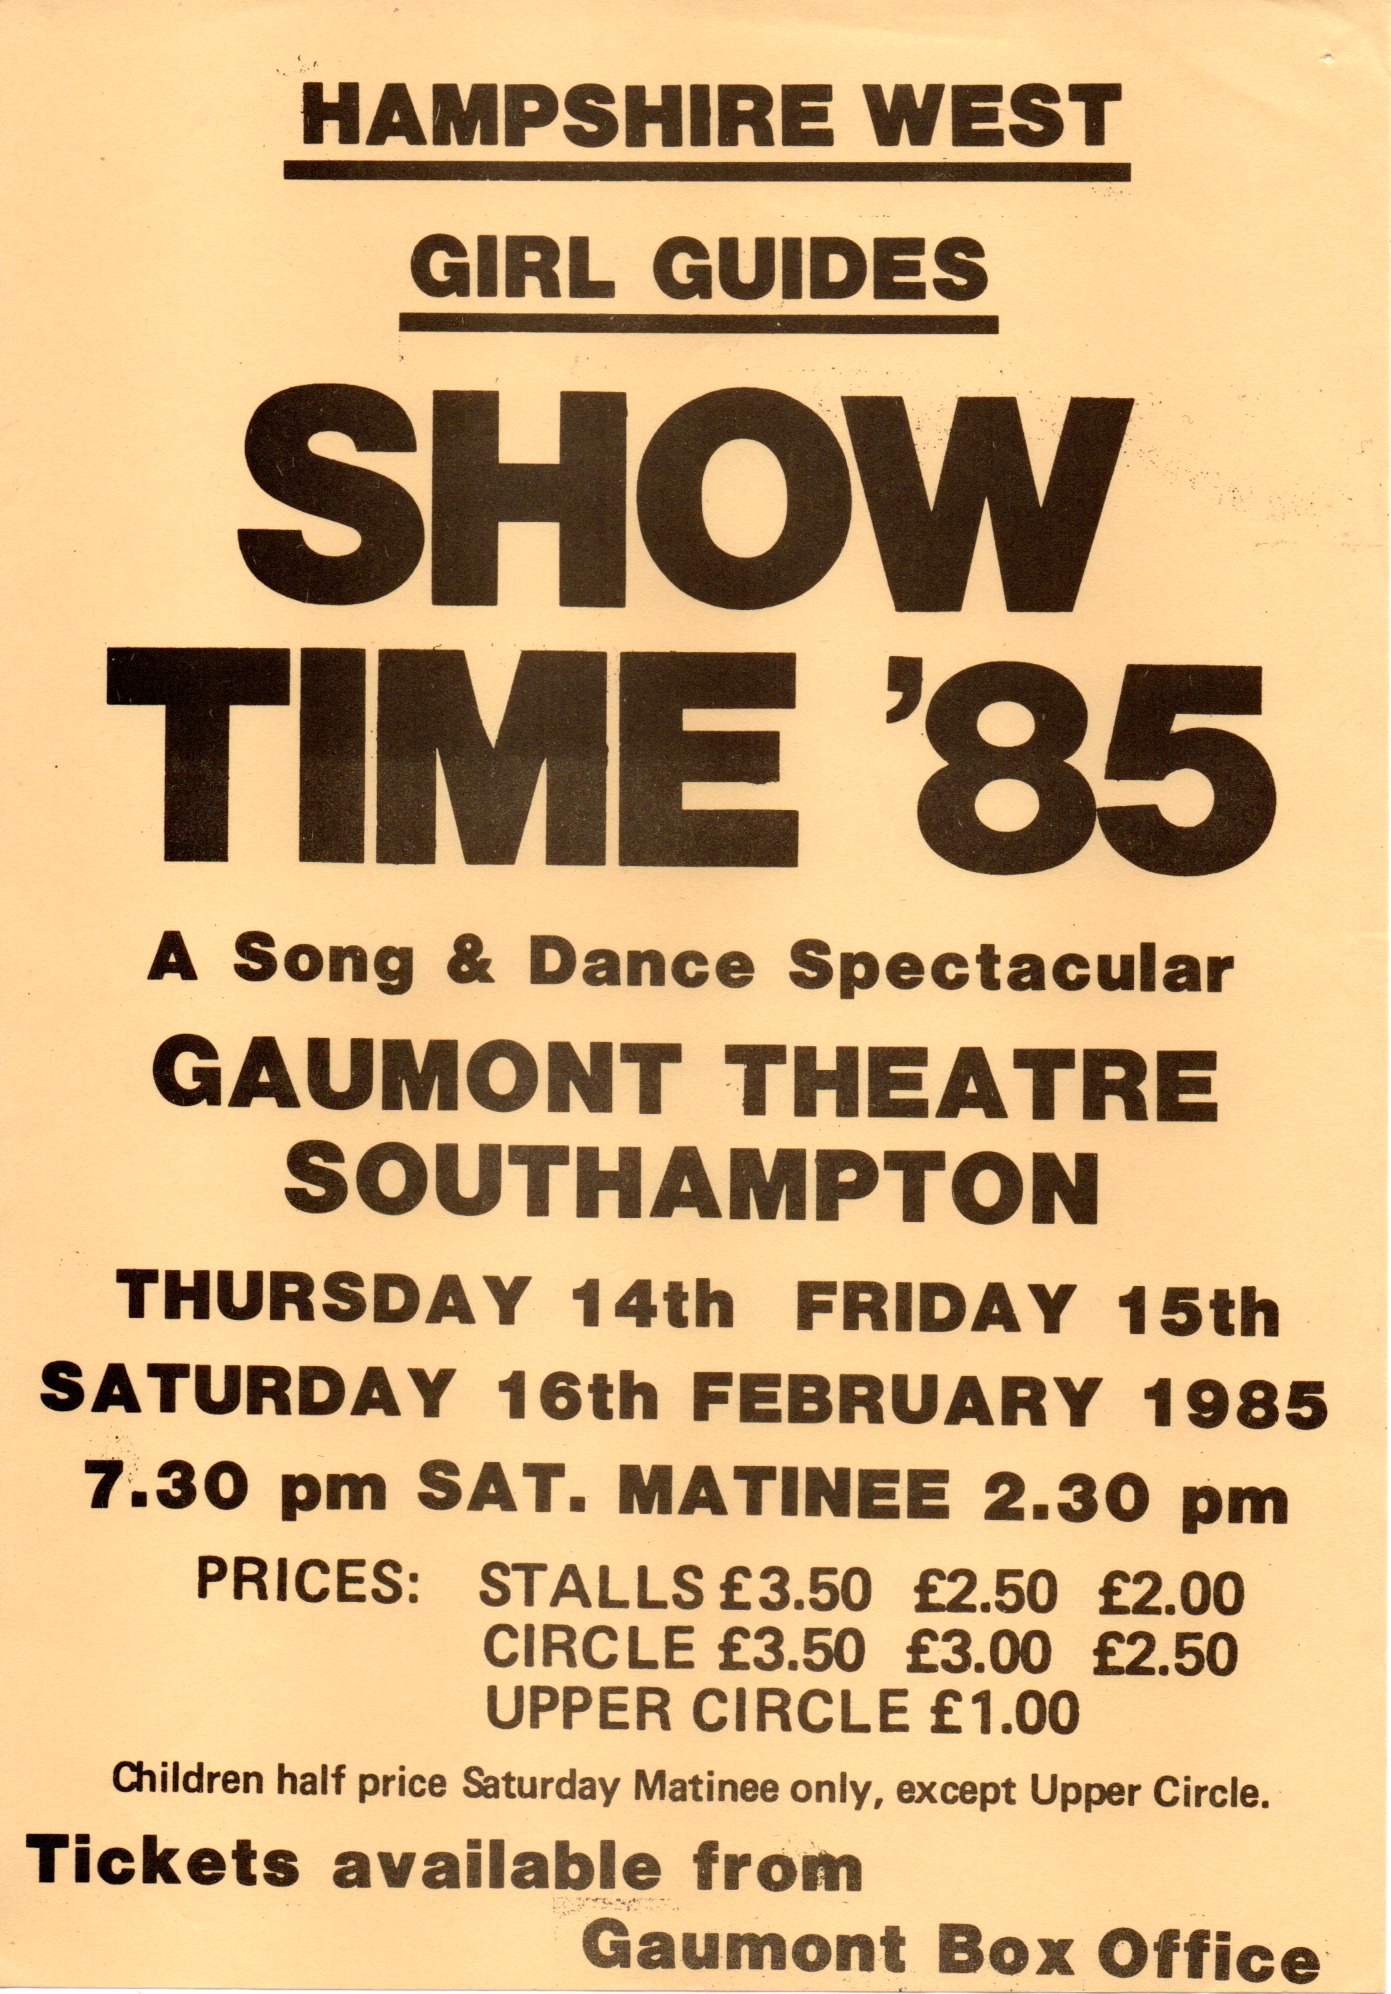 HAMPSHIRE WEST
GIRL GUIDES
SHOW
TIME '85
A Song & Dance Spectacular
GAUMONT THEATRE
SOUTHAMPTON
THURSDAY 14th FRIDAY 15th
SATURDAY 16th FEBRUARY 1985
7.30 pm SAT. MATINEE 2.30 pm
PRICES: STALLS £3.50 £2.50 £2.00
CIRCLE £3.50 £3.00 £2.50
UPPER CIRCLE £1.00
Children half price Saturday Matinee only, except Upper Circle.
Tickets available from
Gaumont Box Office